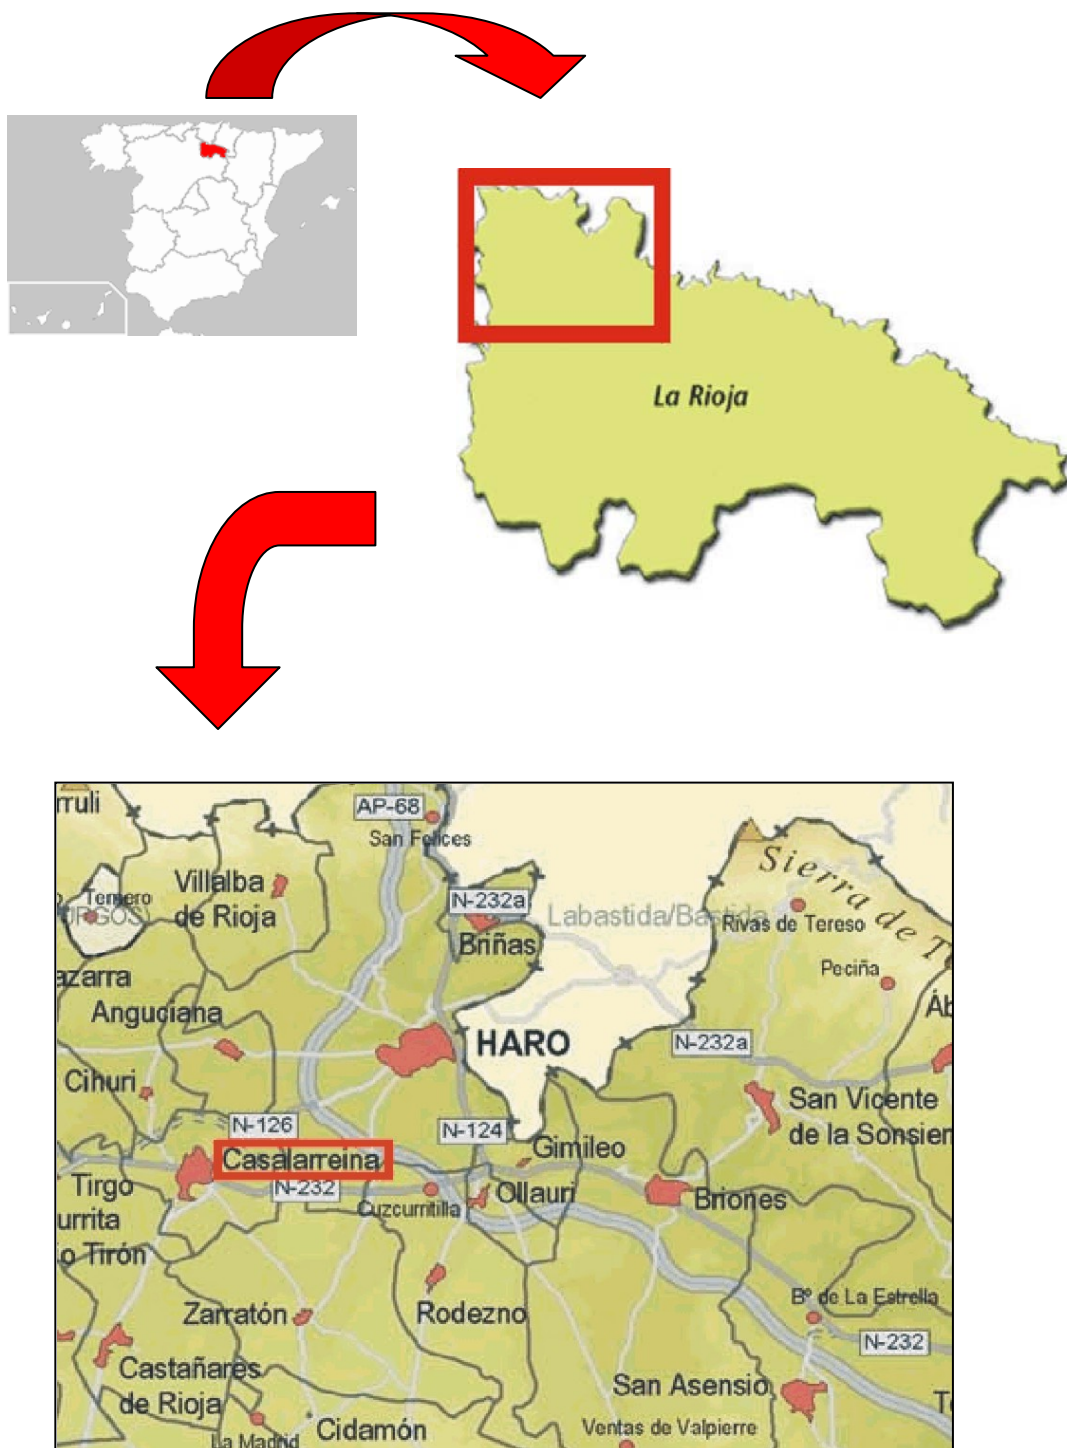 La Rioja
rruli
AP-68
San Felices
Sierra de T
Villalba
de Rioja
N-232a
Ternero
Labastida/Bastida
Rivas de Tereso
Briñas
Peciña
azarra
Anguciana
Áb
HARO
N-232a
Cihuri
San Vicente
de la Sonsier
N-126
N-124
Gimileo
Casalarreina
Tirgo
N-232
Cuzcurritilla
Ollauri
Briones
urrita
o Tirón
Bº de La Estrella
Zarratón
Rodezno
N-232
Castañares
de Rioja
San Asensio
La Madrid
Cidamón
Ventas de Valpierre